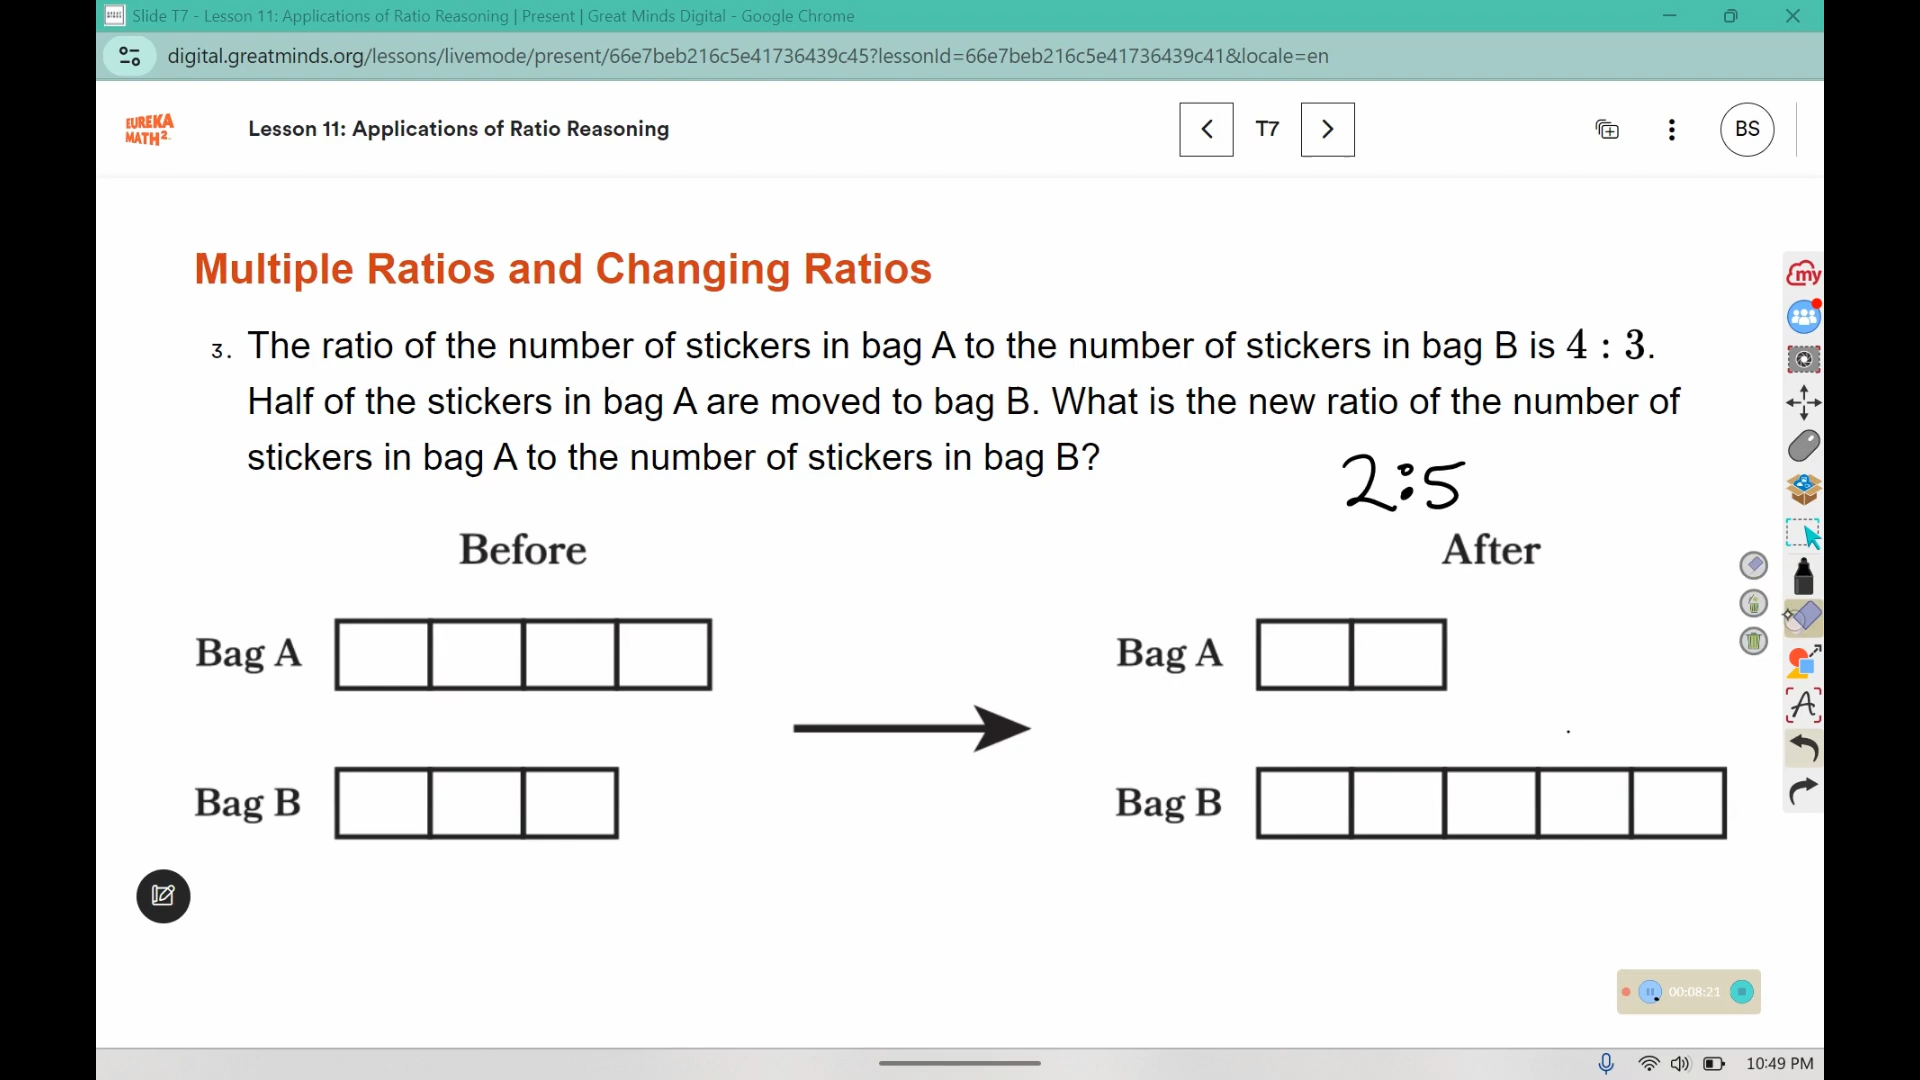 Slide T7 - Lesson 11: Applications of Ratio Reasoning | Present | Great Minds Digital - Google Chrome
digital.greatminds.org/lessons/livemode/present/66e7beb216c5e41736439c45?lessonId=66e7beb216c5e41736439c41&locale=en
EUREKA
MATH²
Lesson 11: Applications of Ratio Reasoning
T7
BS
Multiple Ratios and Changing Ratios
my
3. The ratio of the number of stickers in bag A to the number of stickers in bag B is 4 : 3.
Half of the stickers in bag A are moved to bag B. What is the new ratio of the number of
stickers in bag A to the number of stickers in bag B?
2:5
Before
After
Bag A
Bag A
A
Bag B
Bag B
00:08:21
10:49 PM